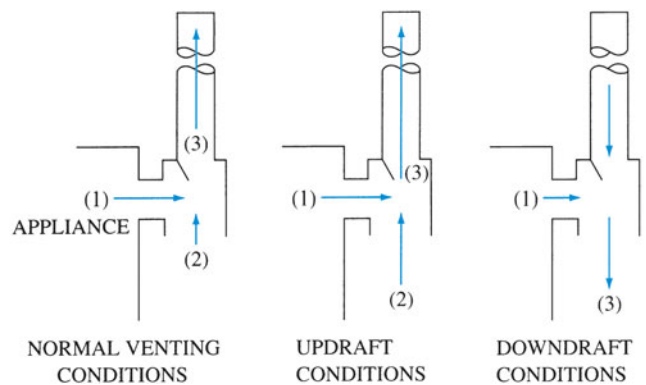 (3)
(1)
APPLIANCE
(2)
NORMAL VENTING
CONDITIONS
(3)
(1)
(2)
UPDRAFT
CONDITIONS
(1)
(3)
DOWNDRAFT
CONDITIONS